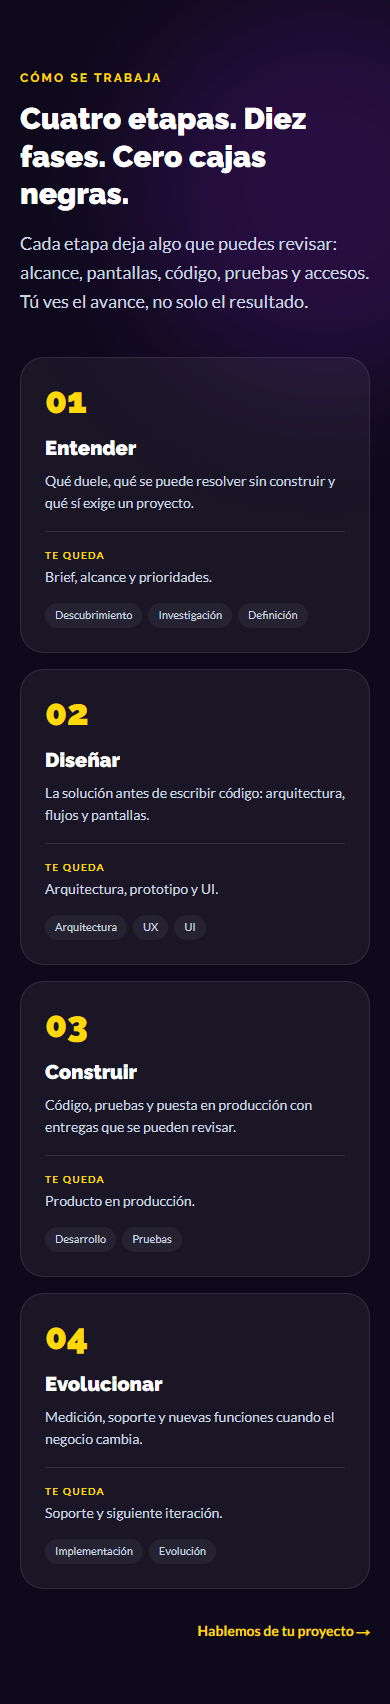 CÓMO SE TRABAJA
Cuatro etapas. Diez
fases. Cero cajas
negras.
Cada etapa deja algo que puedes revisar:
alcance, pantallas, código, pruebas y accesos.
Tú ves el avance, no solo el resultado.
01
Entender
Qué duele, qué se puede resolver sin construir y
qué sí exige un proyecto.
TE QUEDA
Brief, alcance y prioridades.
Descubrimiento Investigación Definición
02
Diseñar
La solución antes de escribir código: arquitectura,
flujos y pantallas.
TE QUEDA
Arquitectura, prototipo y UI.
Arquitectura UX UI
03
Construir
Código, pruebas y puesta en producción con
entregas que se pueden revisar.
TE QUEDA
Producto en producción.
Desarrollo Pruebas
04
Evolucionar
Medición, soporte y nuevas funciones cuando el
negocio cambia.
TE QUEDA
Soporte y siguiente iteración.
Implementación Evolución
Hablemos de tu proyecto →